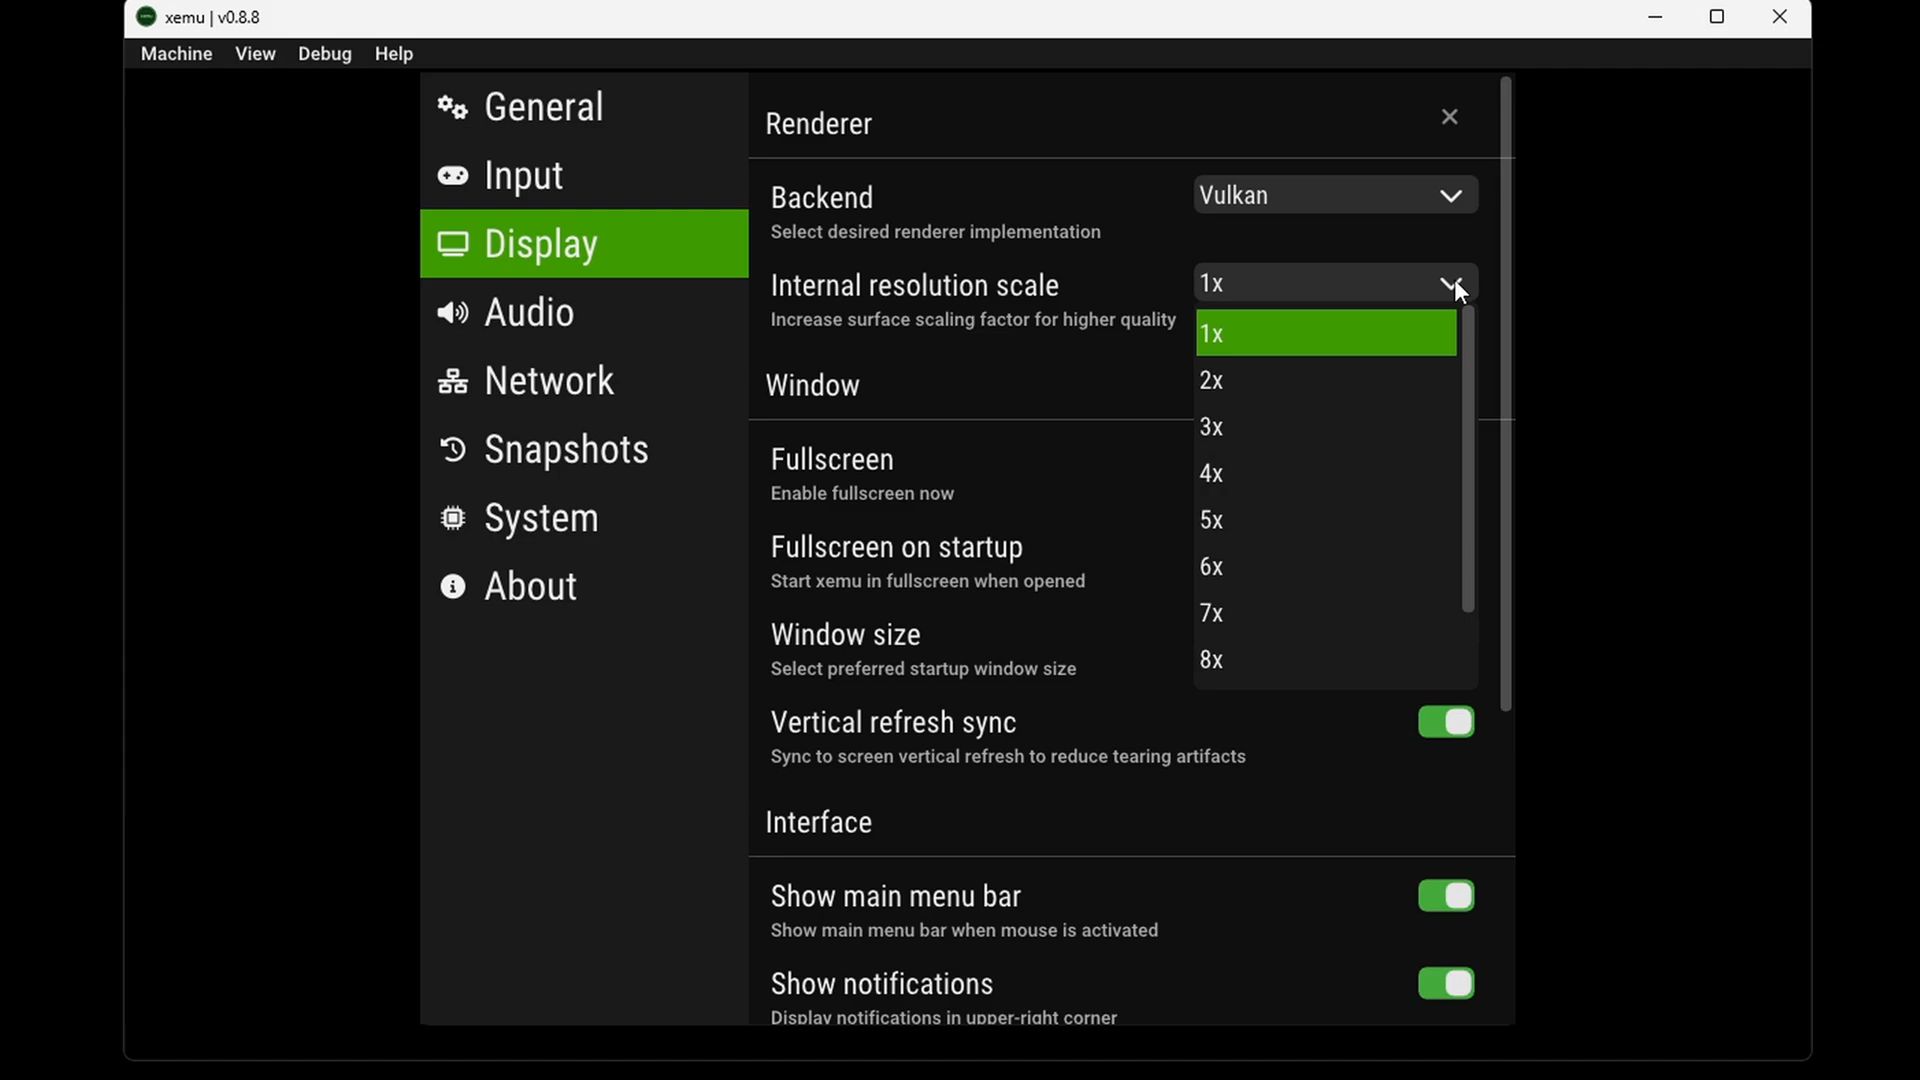 xemu | v0.8.8
Machine View Debug Help
General
Input
Display
Audio
Network
Snapshots
System
About
Renderer
Backend
Vulkan
Select desired renderer implementation
Internal resolution scale
1x
Increase surface scaling factor for higher quality
1x
2x
3x
4x
5x
6x
7x
8x
Window
Fullscreen
Enable fullscreen now
Fullscreen on startup
Start xemu in fullscreen when opened
Window size
Select preferred startup window size
Vertical refresh sync
Sync to screen vertical refresh to reduce tearing artifacts
Interface
Show main menu bar
Show main menu bar when mouse is activated
Show notifications
Display notifications in upper-right corner